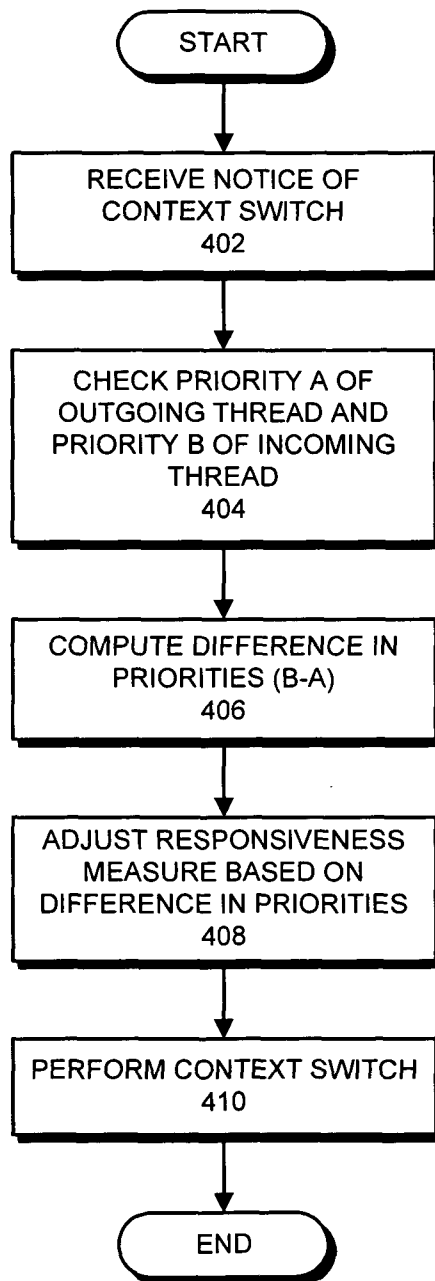 START
RECEIVE NOTICE OF
CONTEXT SWITCH
402
CHECK PRIORITY A OF
OUTGOING THREAD AND
PRIORITY B OF INCOMING
THREAD
404
COMPUTE DIFFERENCE IN
PRIORITIES (B-A)
406
ADJUST RESPONSIVENESS
MEASURE BASED ON
DIFFERENCE IN PRIORITIES
408
PERFORM CONTEXT SWITCH
410
END